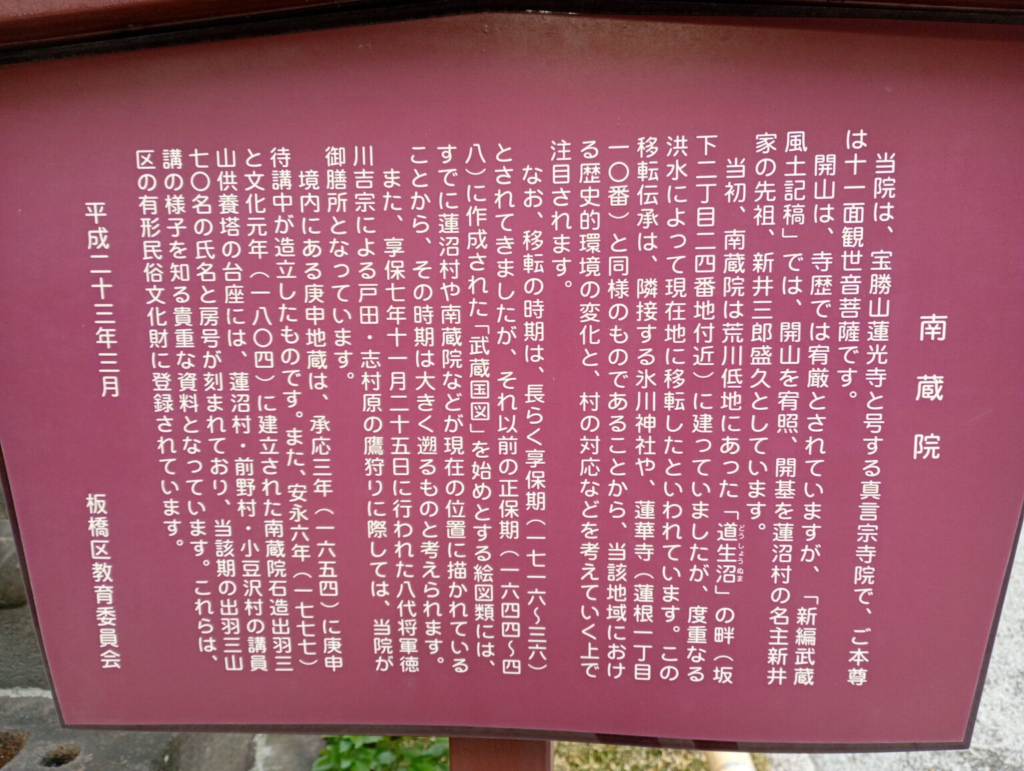 南蔵院
当院は、宝勝山蓮光寺と号する真言宗寺院で、ご本尊
は十一面観世音菩薩です。
開山は、寺歴では宥厳とされていますが、「新編武蔵
風土記稿」では、開山を宥照、開基を蓮沼村の名主新井
家の先祖、新井三郎盛久としています。
当初、南蔵院は荒川低地にあった「道生沼」の畔（坂
どうしょうぬま
下二丁目二四番地付近）に建っていましたが、度重なる
洪水によって現在地に移転したといわれています。この
移転伝承は、隣接する氷川神社や、蓮華寺（蓮根一丁目
一〇番）と同様のものであることから、当該地域におけ
る歴史的環境の変化と、村の対応などを考えていく上で
注目されます。
なお、移転の時期は、長らく享保期（一七一六～三六）
とされてきましたが、それ以前の正保期（一六四四～四
八）に作成された「武蔵国図」を始めとする絵図類には、
すでに蓮沼村や南蔵院などが現在の位置に描かれている
ことから、その時期は大きく遡るものと考えられます。
また、享保七年十一月二十五日に行われた八代将軍徳
川吉宗による戸田・志村原の鷹狩りに際しては、当院が
御膳所となっています。
境内にある庚申地蔵は、承応三年（一六五四）に庚申
待講中が造立したものです。また、安永六年（一七七七）
と文化元年（一八〇四）に建立された南蔵院石造出羽三
山供養塔の台座には、蓮沼村・前野村・小豆沢村の講員
七〇名の氏名と房号が刻まれており、当該期の出羽三山
講の様子を知る貴重な資料となっています。これらは、
区の有形民俗文化財に登録されています。
平成二十三年三月
板橋区教育委員会